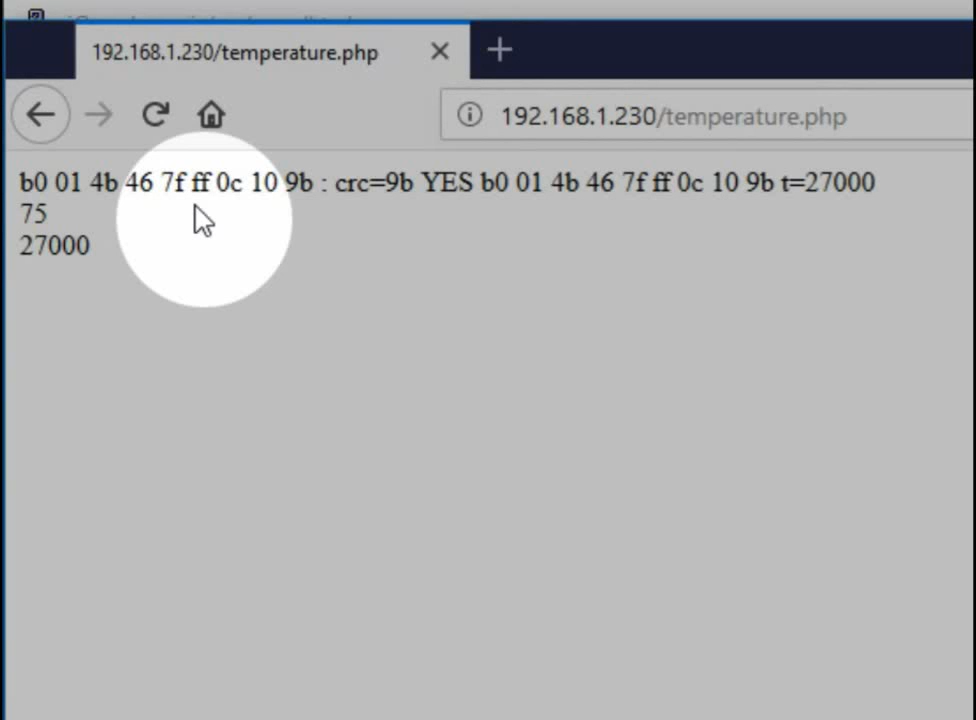 192.168.1.230/temperature.php
192.168.1.230/temperature.php
b0 01 4b 46 7f ff 0c 10 9b : crc=9b YES b0 01 4b 46 7f ff 0c 10 9b t=27000
75
27000